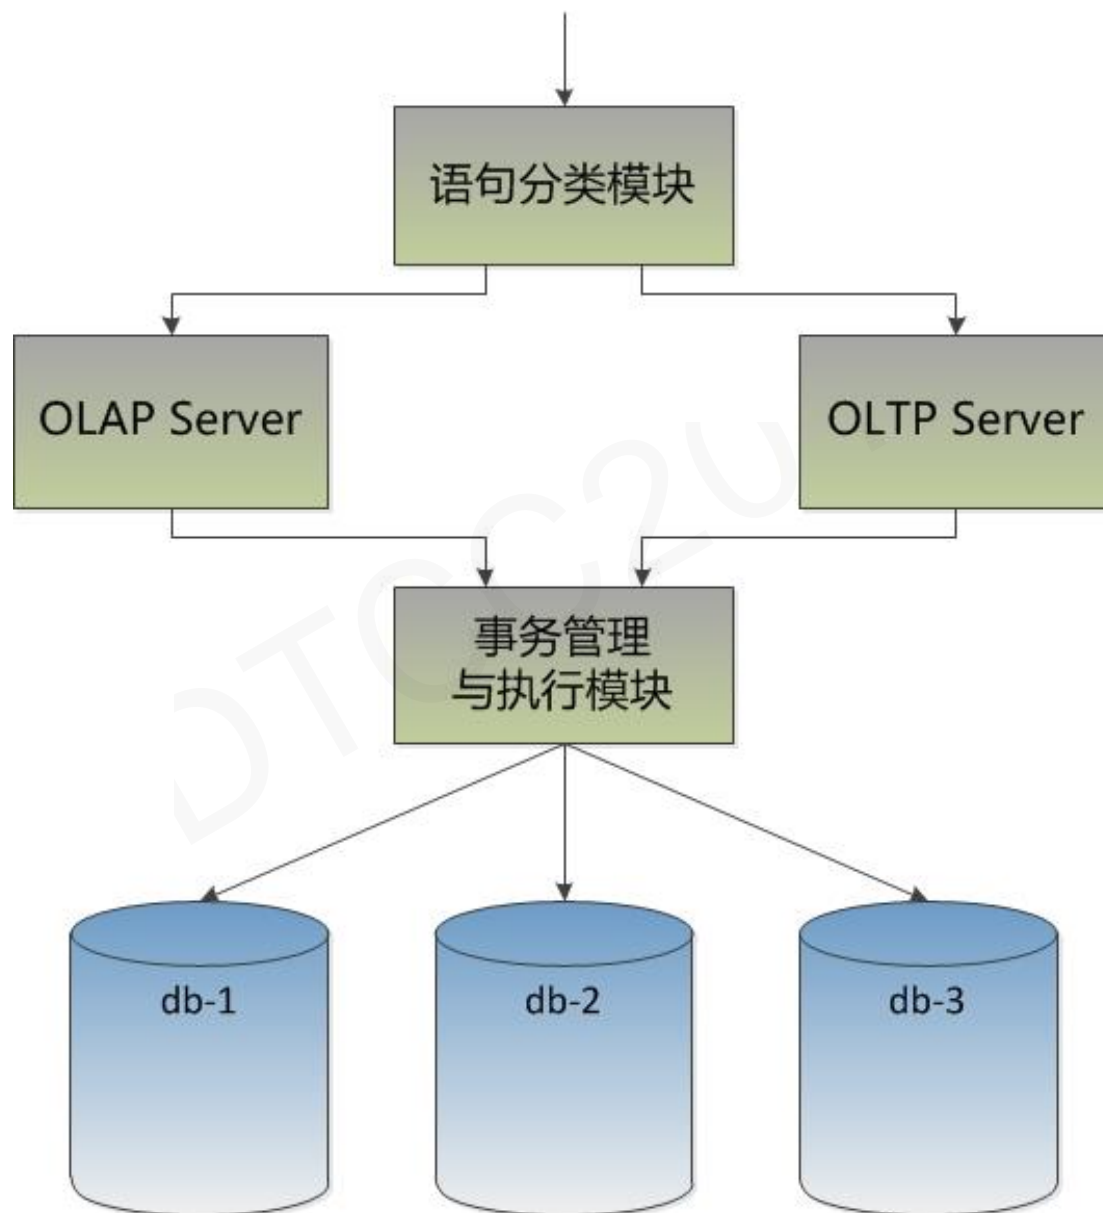 语句分类模块
OLAP Server
OLTP Server
事务管理
与执行模块
db-1
db-2
db-3